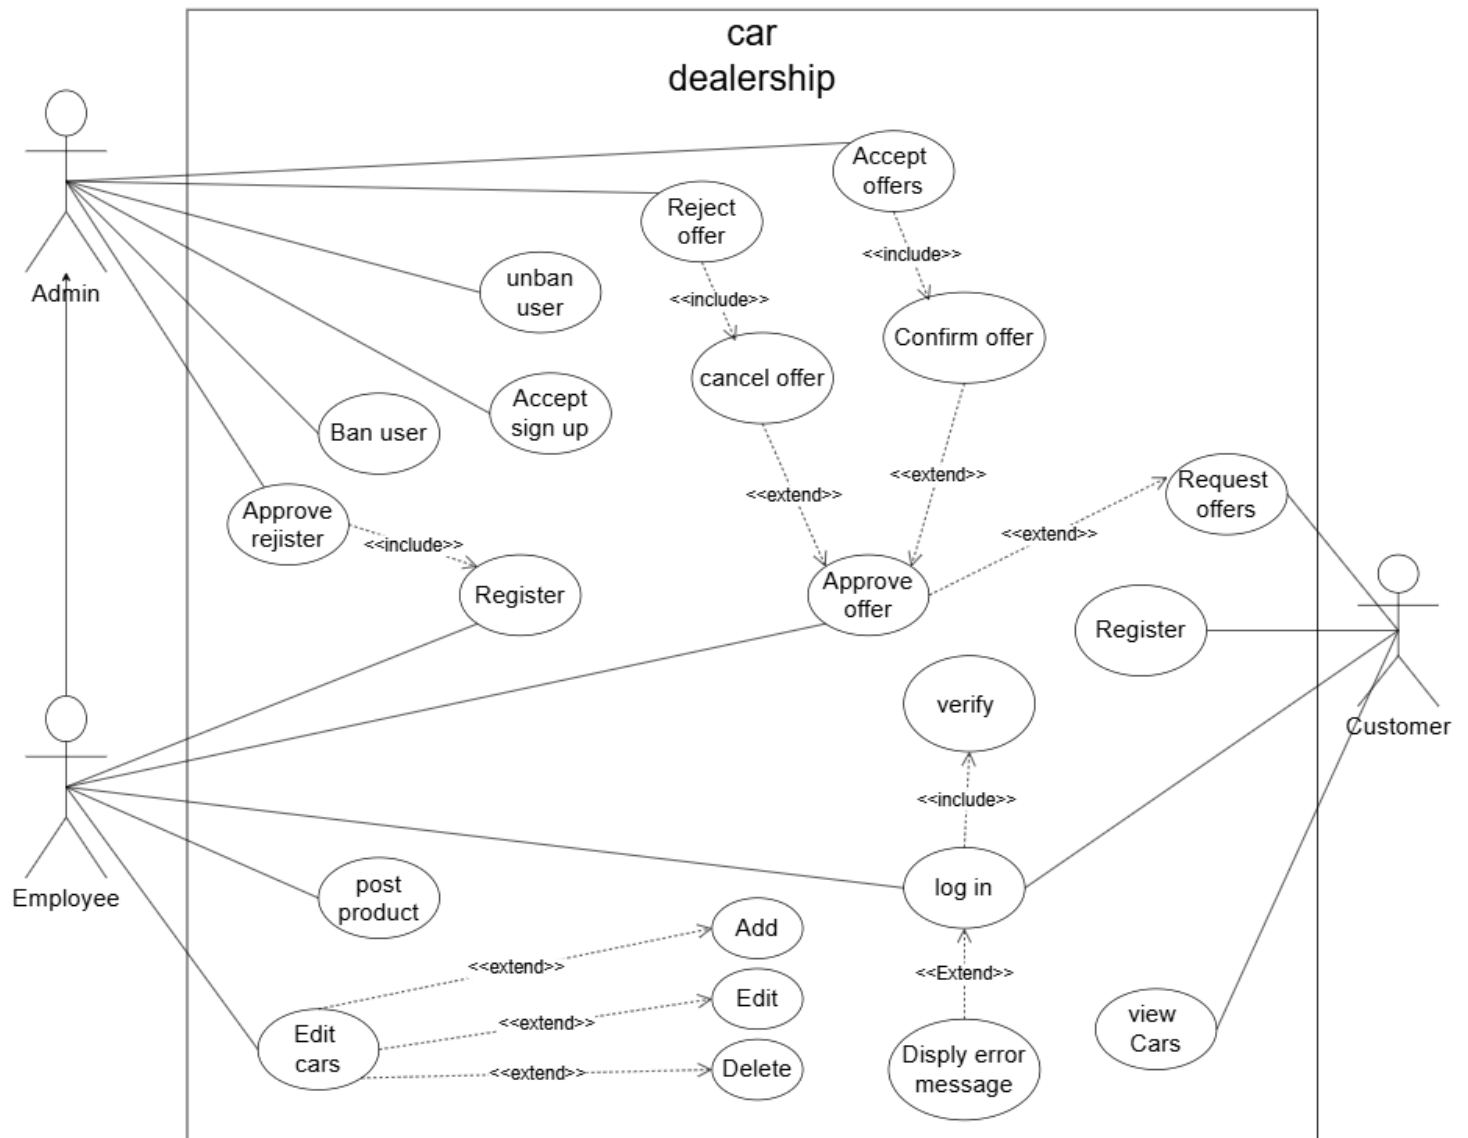 car
dealership
Accept
offers
Reject
offer
<<include>>
unban
user
<<include>>
Admin
Confirm offer
cancel offer
Accept
sign up
Ban user
<<extend>>
<<extend>>
Request
offers
Approve
rejister
<<include>>
<<extend>>
Register
Approve
offer
Register
verify
Customer
<<include>>
post
product
log in
Employee
Add
<<extend>>
<<Extend>>
Edit
<<extend>>
view
Cars
Edit
cars
Disply error
message
Delete
<<extend>>